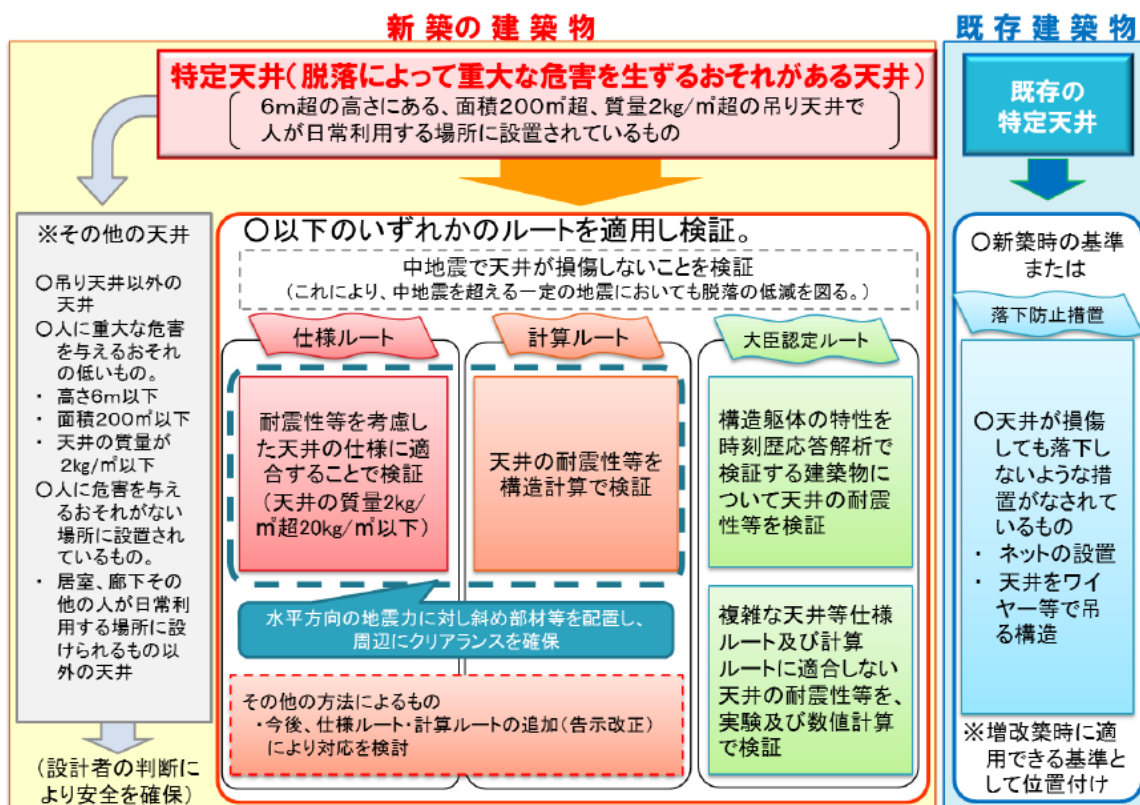 新築の建築物
特定天井(脱落によって重大な危害を生ずるおそれがある天井)
6m超の高さにある、面積200㎡超、質量2kg/㎡超の吊り天井で
人が日常利用する場所に設置されているもの
※その他の天井
○吊り天井以外の
天井
○人に重大な危害
を与えるおそれ
の低いもの。
・ 高さ6m以下
・ 面積200㎡以下
・ 天井の質量が
2kg/㎡以下
○人に危害を与え
るおそれがない
場所に設置され
ているもの。
・ 居室、廊下その
他の人が日常利
用する場所に設
けられるもの以
外の天井
(設計者の判断に
より安全を確保)
○以下のいずれかのルートを適用し検証。
中地震で天井が損傷しないことを検証
(これにより、中地震を超える一定の地震においても脱落の低減を図る。)
仕様ルート
耐震性等を考慮し
た天井の仕様に適
合することで検証
(天井の質量2kg/
㎡超20kg/㎡以下)
計算ルート
天井の耐震性等を
構造計算で検証
水平方向の地震力に対し斜め部材等を配置し、
周辺にクリアランスを確保
その他の方法によるもの
・今後、仕様ルート・計算ルートの追加(告示改正)
により対応を検討
大臣認定ルート
構造躯体の特性を
時刻歴応答解析で
検証する建築物に
ついて天井の耐震
性等を検証
複雑な天井等仕様
ルート及び計算
ルートに適合しない
天井の耐震性等を、
実験及び数値計算
で検証
既存建築物
既存の
特定天井
○新築時の基準
または
落下防止措置
○天井が損傷
しても落下し
ないような措
置がなされて
いるもの
・ ネットの設置
・ 天井をワイ
ヤー等で吊
る構造
※増改築時に適
用できる基準と
して位置付け